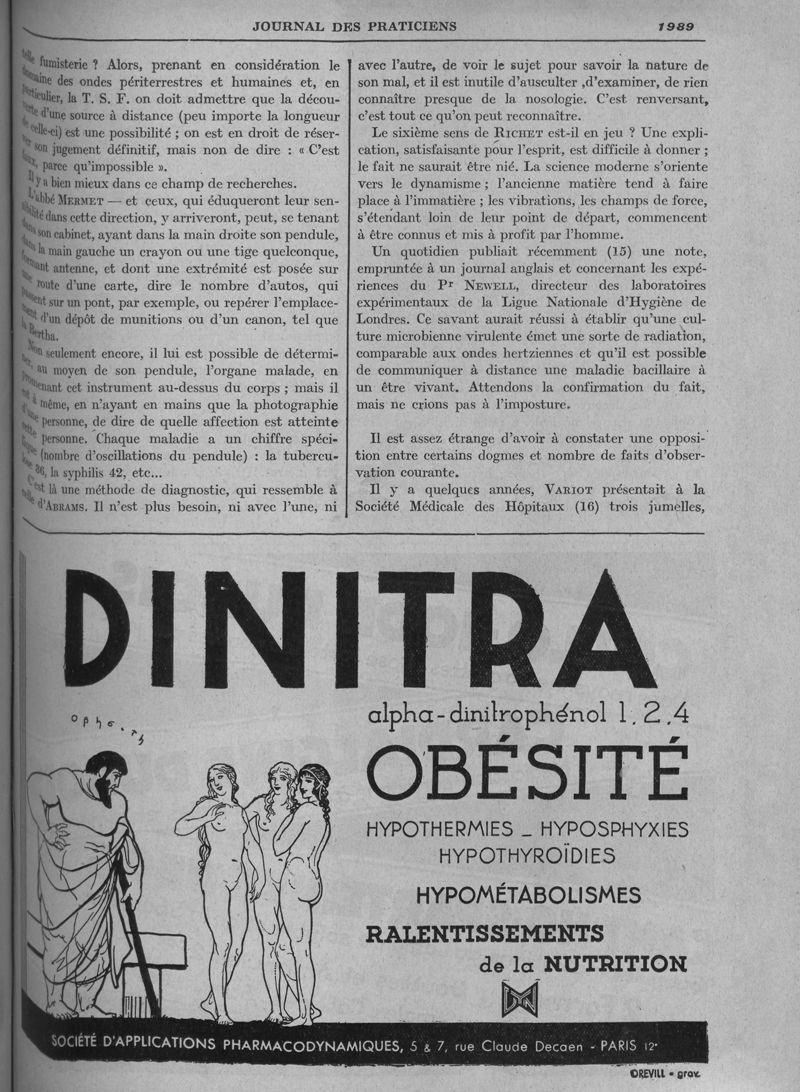 JOURNAL DES PRATICIENS
1989
fumisterie ? Alors, prenant en considération le
des ondes périterrestres et humaines et, en
la T. S. F. on doit admettre que la décou-
d'une source à distance (peu importe la longueur
celle-ci) est une possibilité ; on est en droit de réser-
son jugement définitif, mais non de dire : « C'est
parce qu'impossible ».
Il y a bien mieux dans ce champ de recherches.
L'abbé MERMET — et ceux, qui éduqueront leur sen-
dans cette direction, y arriveront, peut, se tenant
son cabinet, ayant dans la main droite son pendule,
la main gauche un crayon ou une tige quelconque,
antenne, et dont une extrémité est posée sur
route d'une carte, dire le nombre d'autos, qui
sur un pont, par exemple, ou repérer l'emplace-
d'un dépôt de munitions ou d'un canon, tel que
Bertha.
Non seulement encore, il lui est possible de détermi-
au moyen de son pendule, l'organe malade, en
cet instrument au-dessus du corps ; mais il
même, en n'ayant en mains que la photographie
personne, de dire de quelle affection est atteinte
personne. Chaque maladie a un chiffre spéci-
(nombre d'oscillations du pendule) : la tubercu-
36, la syphilis 42, etc...
C'est là une méthode de diagnostic, qui ressemble à
d'ABRAMS. Il n'est plus besoin, ni avec l'une, ni
avec l'autre, de voir le sujet pour savoir la nature de
son mal, et il est inutile d'ausculter ,d'examiner, de rien
connaître presque de la nosologie. C'est renversant,
c'est tout ce qu'on peut reconnaître.
Le sixième sens de RICHET est-il en jeu ? Une expli-
cation, satisfaisante pour l'esprit, est difficile à donner ;
le fait ne saurait être nié. La science moderne s'oriente
vers le dynamisme ; l'ancienne matière tend à faire
place à l'immatière ; les vibrations, les champs de force,
s'étendant loin de leur point de départ, commencent
à être connus et mis à profit par l'homme.
Un quotidien publiait récemment (15) une note,
empruntée à un journal anglais et concernant les expé-
riences du Pr NEWELL, directeur des laboratoires
expérimentaux de la Ligue Nationale d'Hygiène de
Londres. Ce savant aurait réussi à établir qu'une cul-
ture microbienne virulente émet une sorte de radiation,
comparable aux ondes hertziennes et qu'il est possible
de communiquer à distance une maladie bacillaire à
un être vivant. Attendons la confirmation du fait,
mais ne crions pas à l'imposture.
Il est assez étrange d'avoir à constater une opposi-
tion entre certains dogmes et nombre de faits d'obser-
vation courante.
Il y a quelques années, VARIOT présentait à la
Société Médicale des Hôpitaux (16) trois jumelles,
DINITRA
alpha-dinitrophénol 1, 2, 4
OBÉSITÉ
HYPOTHERMIES _ HYPOSPHYXIES
HYPOTHYROÏDIES
HYPOMÉTABOLISMES
RALENTISSEMENTS
de la NUTRITION
SOCIÉTÉ D'APPLICATIONS PHARMACODYNAMIQUES, 5 & 7, rue Claude Decaen - PARIS 12e
DREVILL - grav.